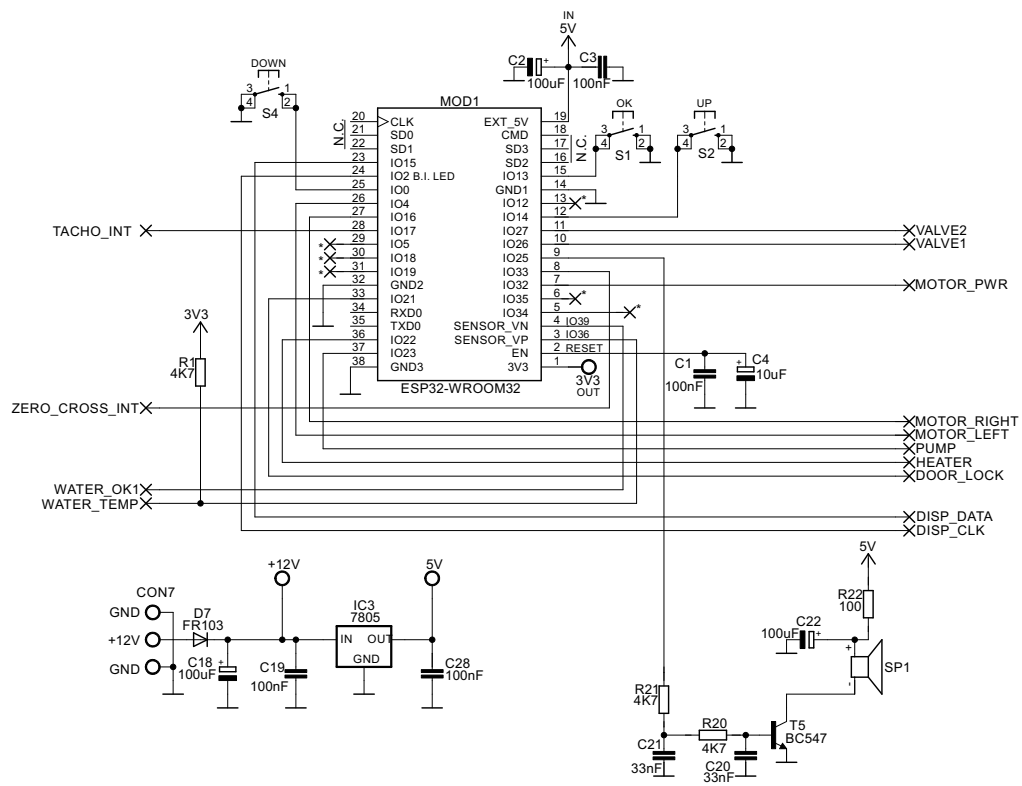 IN
5V
C2
+
100uF
C3
100nF
DOWN
3 1
4 2
S4
MOD1
OK
3 1
4 2
S1
UP
3 1
4 2
S2
N.C.
N.C.
20 CLK EXT_5V 19
21 SD0 CMD 18
22 SD1 SD3 17
23 IO15 SD2 16
24 IO2 B.I. LED IO13 15
25 IO0 GND1 14
26 IO4 IO12 13 *
27 IO16 IO14 12
TACHO_INT 28 IO17 IO27 11 VALVE2
* 29 IO5 IO26 10 VALVE1
* 30 IO18 IO25 9
* 31 IO19 IO33 8
32 GND2 IO32 7 MOTOR_PWR
33 IO21 IO35 6 *
34 RXD0 IO34 5 *
35 TXD0 SENSOR_VN 4 IO39
36 IO22 SENSOR_VP 3 IO36
37 IO23 EN 2 RESET
38 GND3 3V3 1
ESP32-WROOM32
3V3
OUT
3V3
R1
4K7
C1
100nF
+
C4
10uF
ZERO_CROSS_INT
MOTOR_RIGHT
MOTOR_LEFT
PUMP
HEATER
DOOR_LOCK
WATER_OK1
WATER_TEMP
DISP_DATA
DISP_CLK
+12V
5V
CON7
GND
+12V
GND
D7
FR103
+
C18
100uF
C19
100nF
IC3
7805
IN OUT
GND
C28
100nF
5V
R22
100
C22
100uF
+
+
-
SP1
R21
4K7
C21
33nF
R20
4K7
C20
33nF
T5
BC547